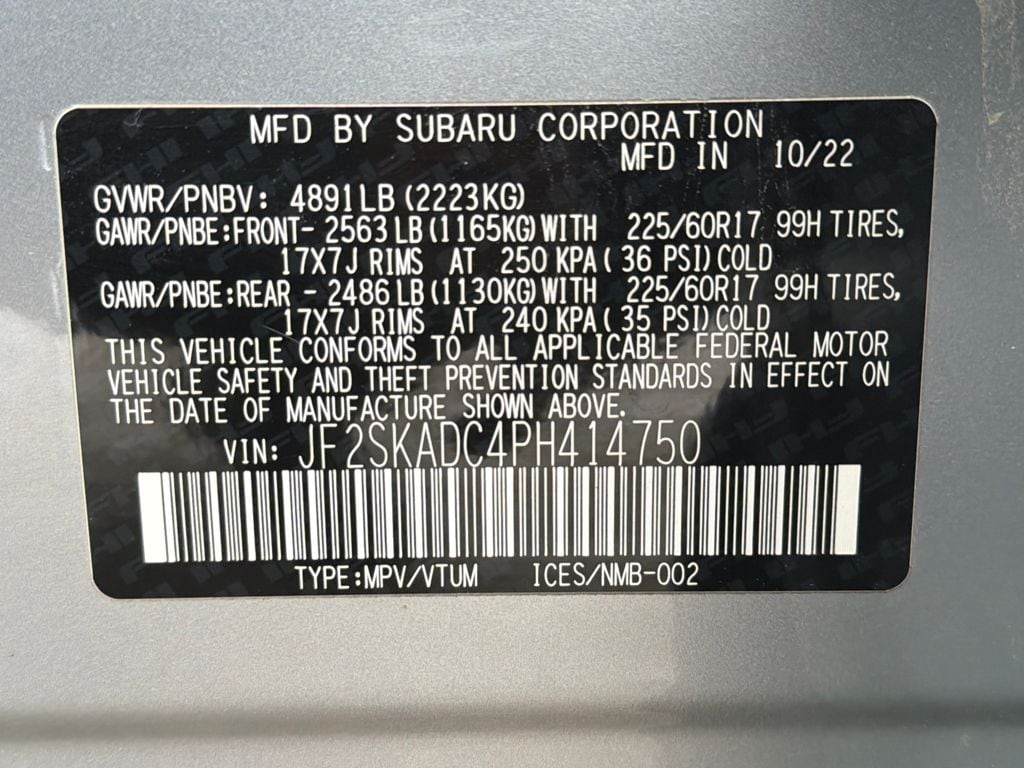 MFD BY SUBARU CORPORATION
MFD IN 10/22
GVWR/PNBV: 4891LB (2223KG)
GAWR/PNBE:FRONT- 2563 LB (1165KG) WITH 225/60R17 99H TIRES,
17X7J RIMS AT 250 KPA ( 36 PSI) COLD
GAWR/PNBE:REAR - 2486 LB (1130KG) WITH 225/60R17 99H TIRES,
17X7J RIMS AT 240 KPA ( 35 PSI) COLD
THIS VEHICLE CONFORMS TO ALL APPLICABLE FEDERAL MOTOR
VEHICLE SAFETY AND THEFT PREVENTION STANDARDS IN EFFECT ON
THE DATE OF MANUFACTURE SHOWN ABOVE.
VIN: JF2SKADC4PH414750
TYPE:MPV/VTUM ICES/NMB-002